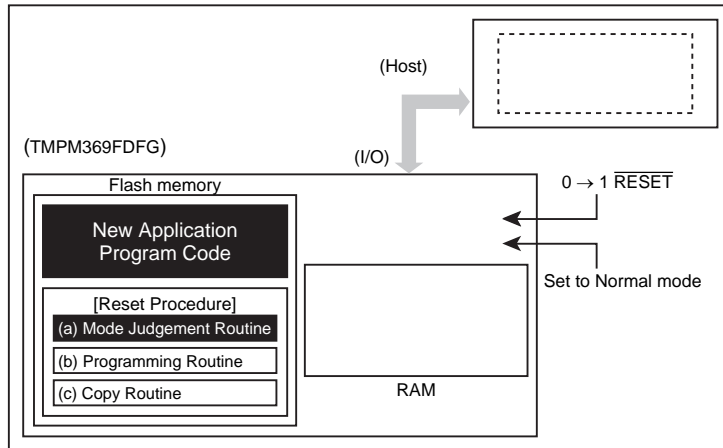 (Host)
(TMPM369FDFG)
(I/O)
Flash memory
0 → 1 RESET
New Application
Program Code
Set to Normal mode
[Reset Procedure]
(a) Mode Judgement Routine
(b) Programming Routine
(c) Copy Routine
RAM